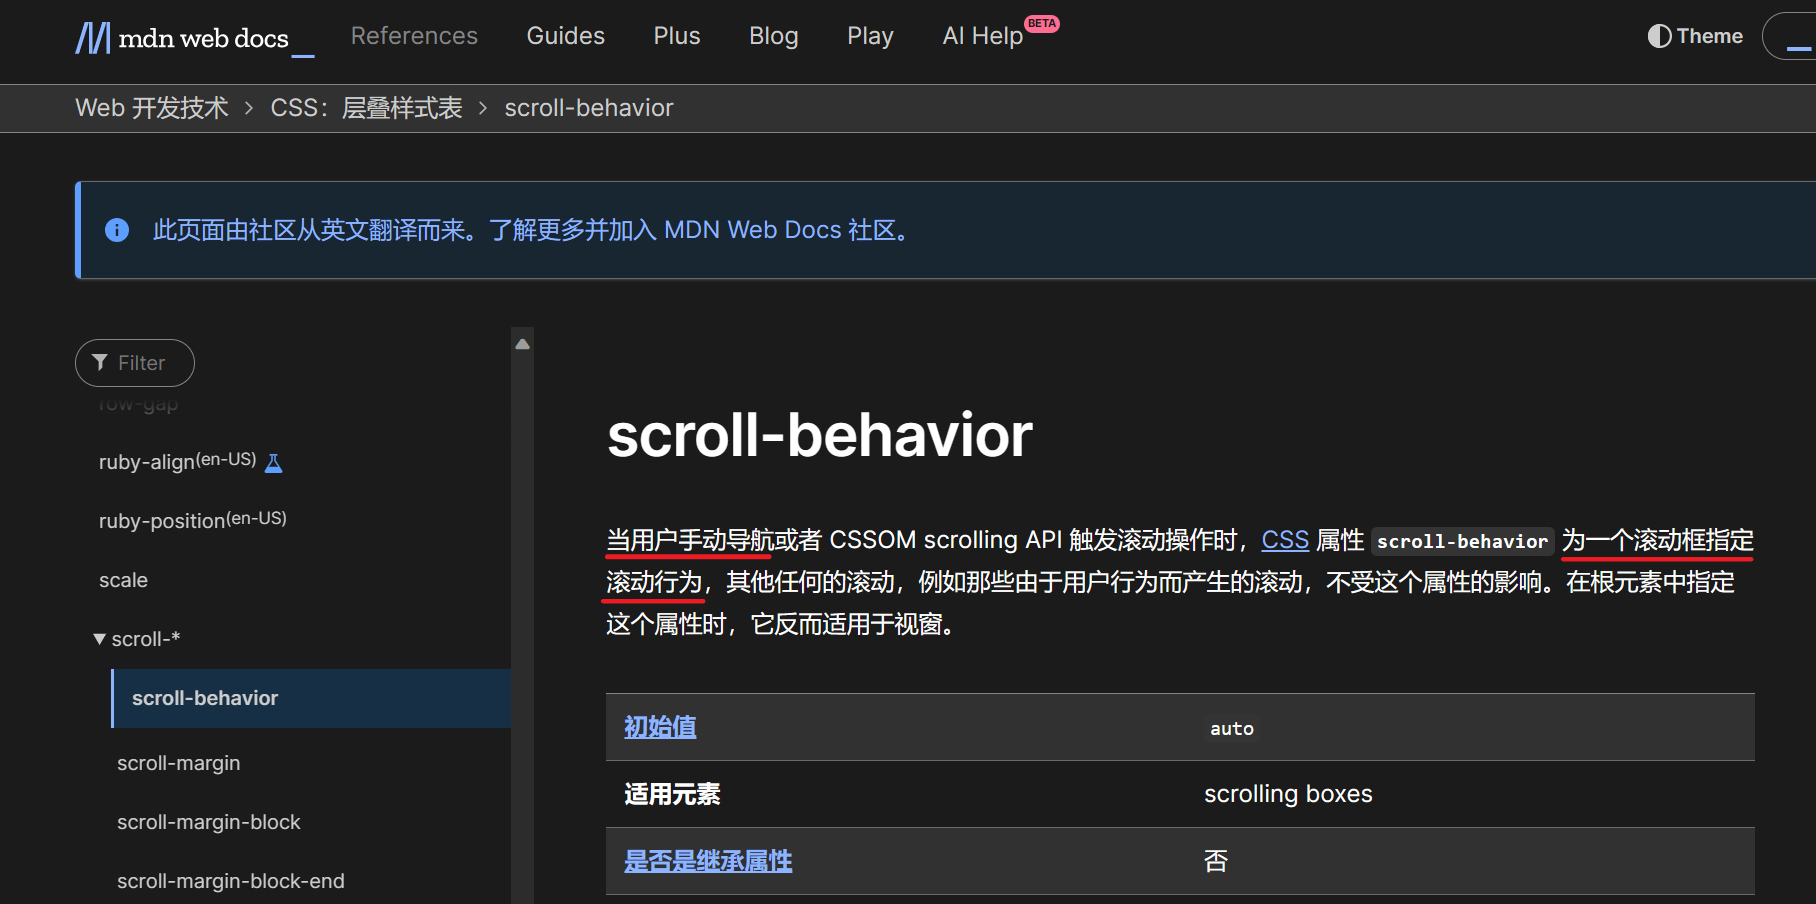 mdn web docs_
References Guides Plus Blog Play AI Help BETA
Theme
Web 开发技术 > CSS：层叠样式表 > scroll-behavior
此页面由社区从英文翻译而来。了解更多并加入 MDN Web Docs 社区。
Filter
row-gap
ruby-align(en-US)
ruby-position(en-US)
scale
scroll-*
scroll-behavior
scroll-margin
scroll-margin-block
scroll-margin-block-end
scroll-behavior
当用户手动导航或者 CSSOM scrolling API 触发滚动操作时，CSS 属性 scroll-behavior 为一个滚动框指定
滚动行为，其他任何的滚动，例如那些由于用户行为而产生的滚动，不受这个属性的影响。在根元素中指定
这个属性时，它反而适用于视窗。
初始值 auto
适用元素 scrolling boxes
是否是继承属性 否